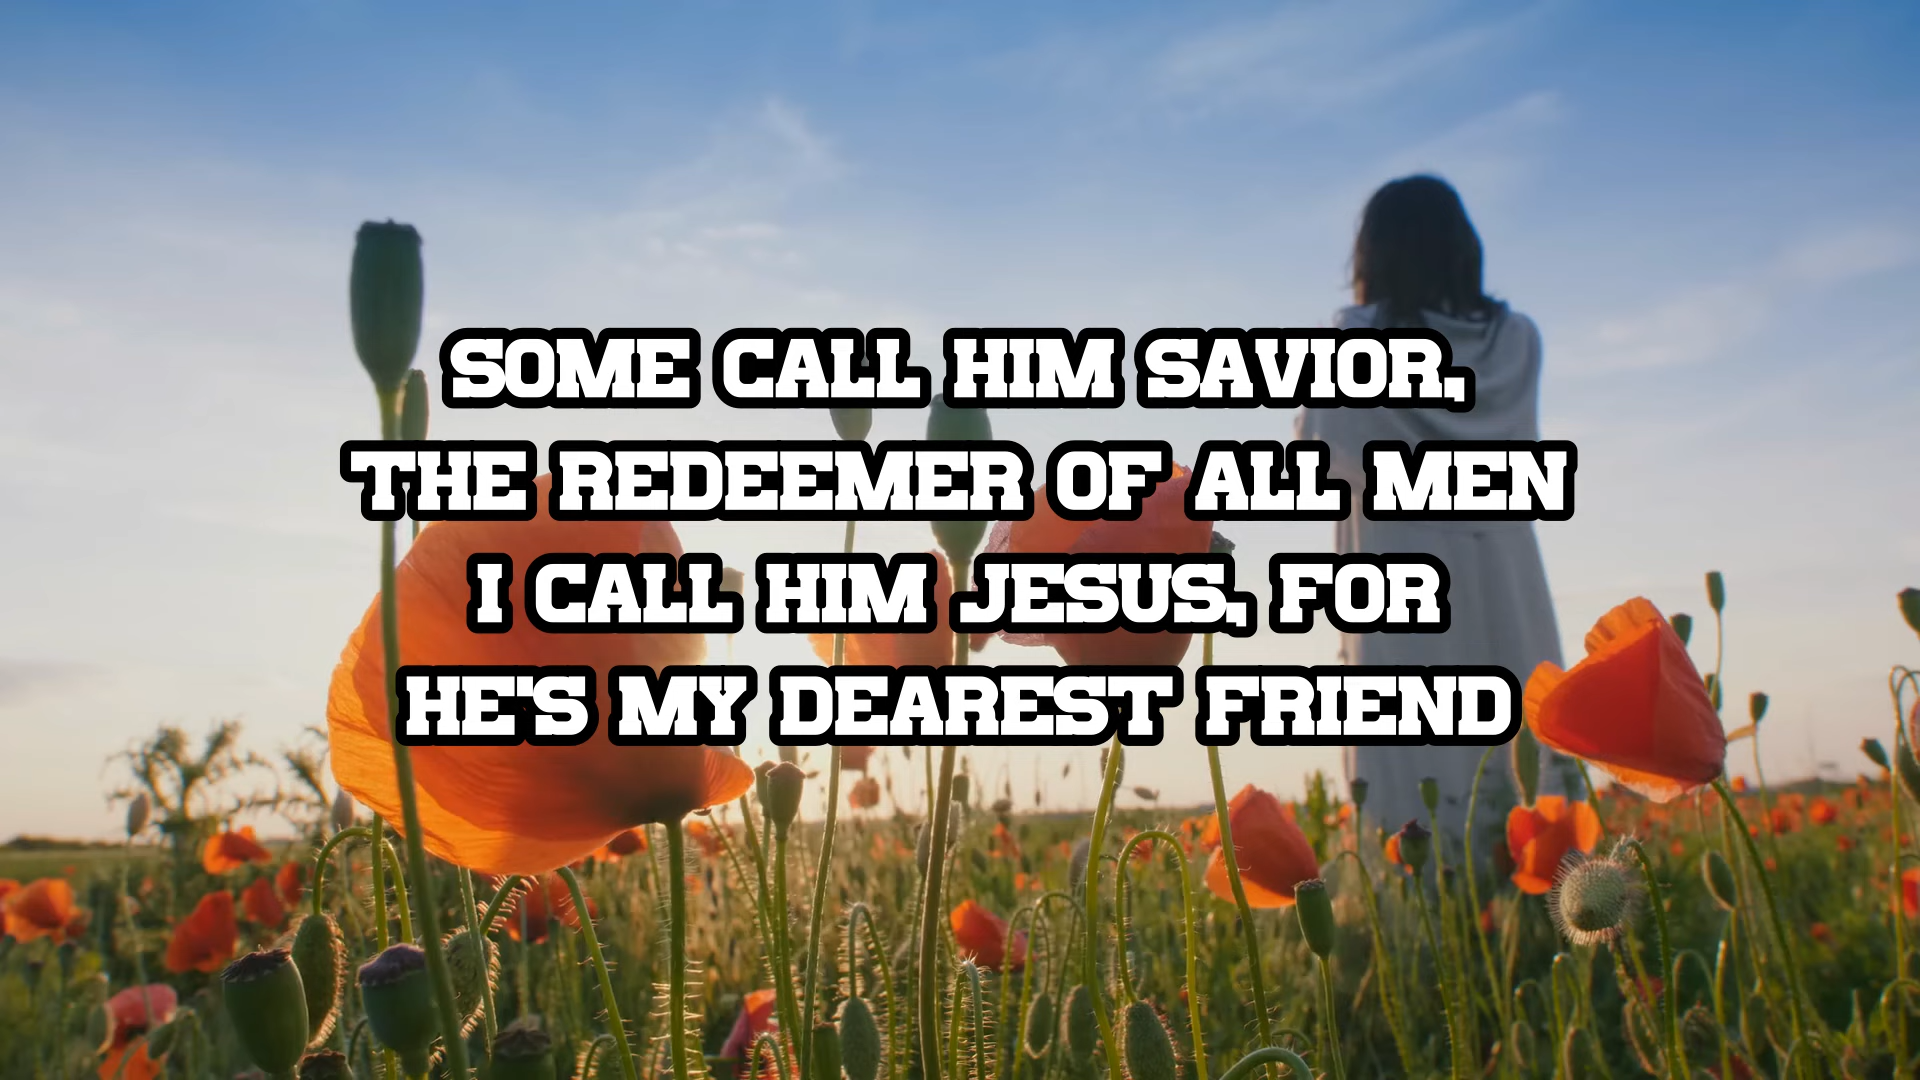 SOME CALL HIM SAVIOR,
THE REDEEMER OF ALL MEN
I CALL HIM JESUS, FOR
HE'S MY DEAREST FRIEND